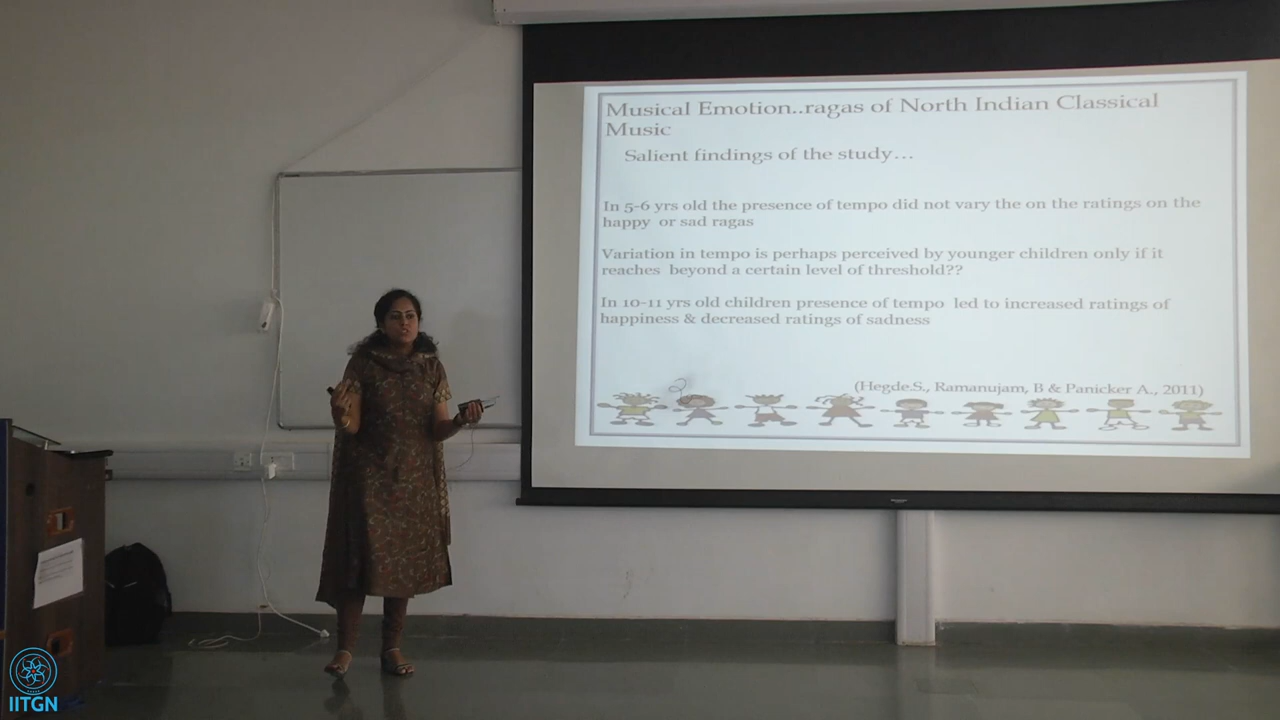 Musical Emotion..ragas of North Indian Classical
Music
Salient findings of the study...
In 5-6 yrs old the presence of tempo did not vary the on the ratings on the
happy or sad ragas
Variation in tempo is perhaps perceived by younger children only if it
reaches beyond a certain level of threshold??
In 10-11 yrs old children presence of tempo led to increased ratings of
happiness & decreased ratings of sadness
(Hegde.S., Ramanujam, B & Panicker A., 2011)
IITGN